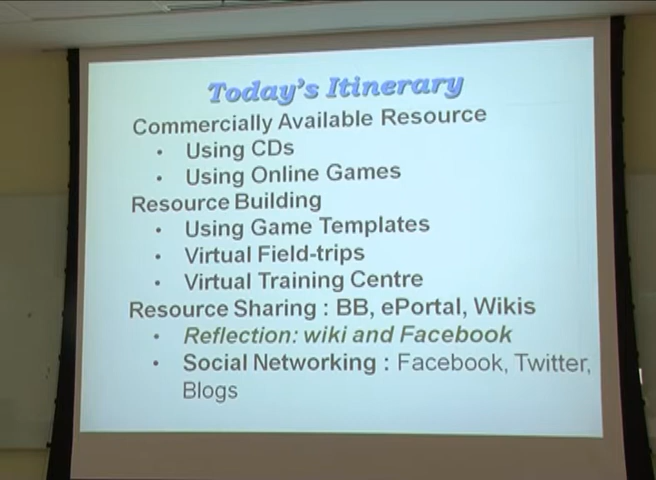 Today's Itinerary
Commercially Available Resource
• Using CDs
• Using Online Games
Resource Building
• Using Game Templates
• Virtual Field-trips
• Virtual Training Centre
Resource Sharing : BB, ePortal, Wikis
• Reflection: wiki and Facebook
• Social Networking : Facebook, Twitter,
Blogs